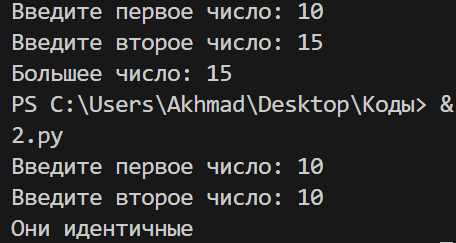 Введите первое число: 10
Введите второе число: 15
Большее число: 15
PS C:\Users\Akhmad\Desktop\Коды> &
2.py
Введите первое число: 10
Введите второе число: 10
Они идентичные